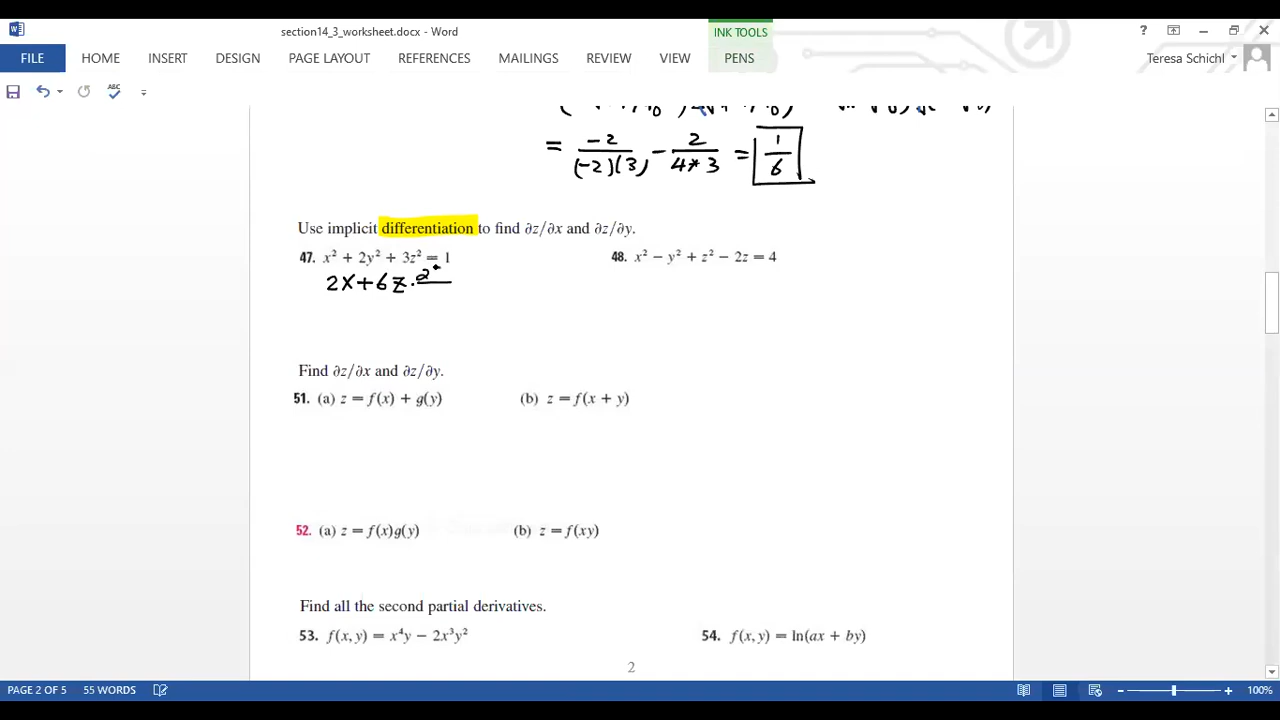 section14_3_worksheet.docx - Word
INK TOOLS
FILE HOME INSERT DESIGN PAGE LAYOUT REFERENCES MAILINGS REVIEW VIEW PENS
Teresa Schichl
= -2/((-2)(3)) - 2/(4*3) = 1/6
Use implicit differentiation to find ∂z/∂x and ∂z/∂y.
47. x² + 2y² + 3z² = 1
48. x² − y² + z² − 2z = 4
2x+6z·
Find ∂z/∂x and ∂z/∂y.
51. (a) z = f(x) + g(y) (b) z = f(x + y)
52. (a) z = f(x)g(y) (b) z = f(xy)
Find all the second partial derivatives.
53. f(x, y) = x⁴y − 2x³y²
54. f(x, y) = ln(ax + by)
2
PAGE 2 OF 5 55 WORDS 100%